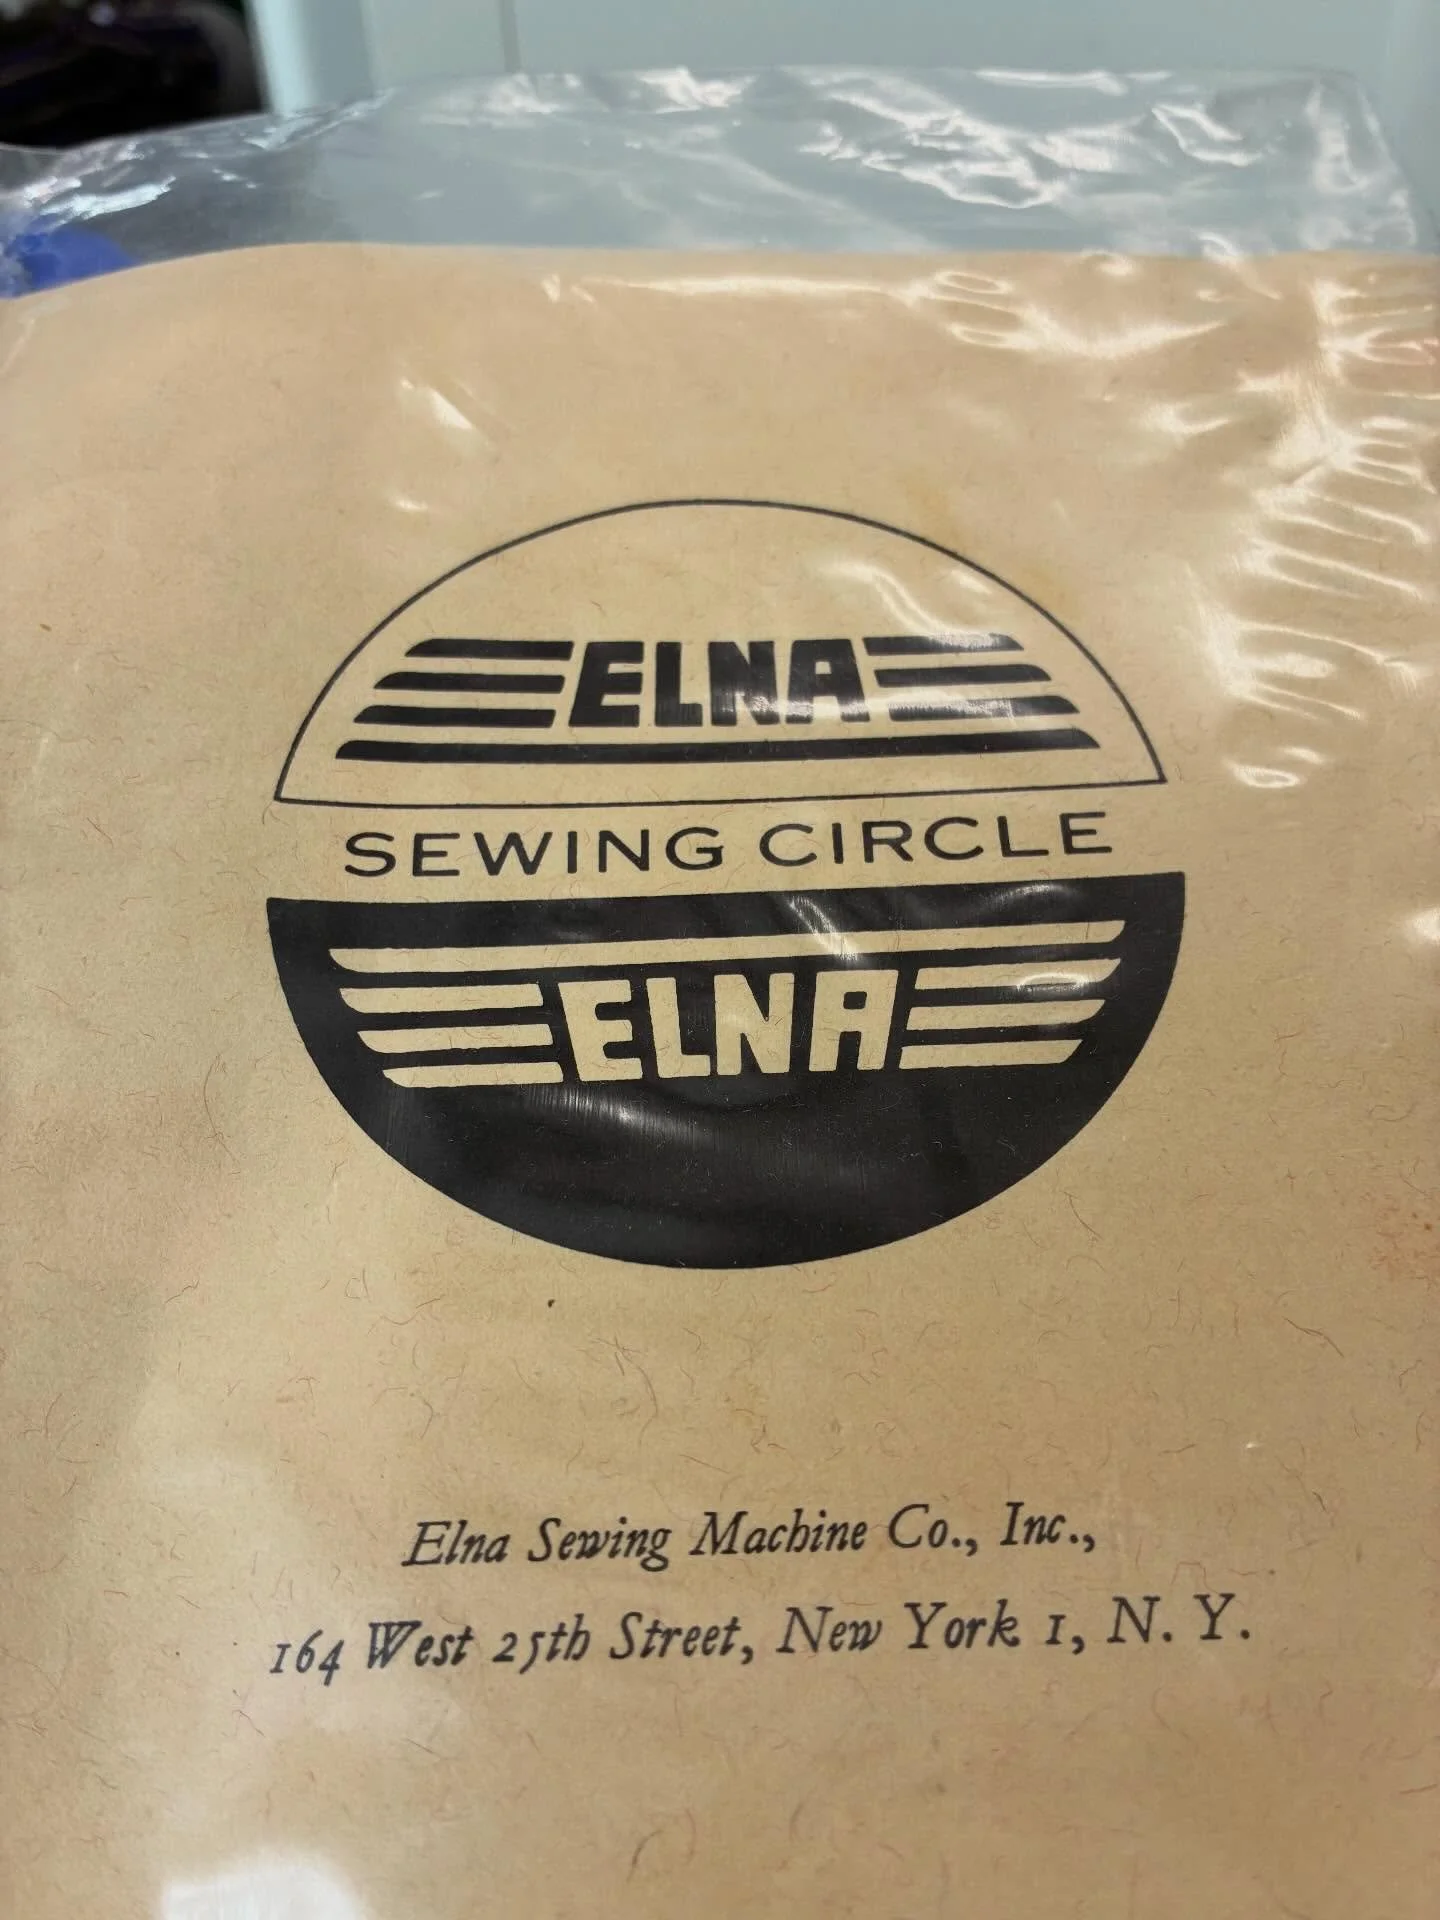 ELNA
SEWING CIRCLE
ELNA
Elna Sewing Machine Co., Inc.,
164 West 25th Street, New York 1, N. Y.